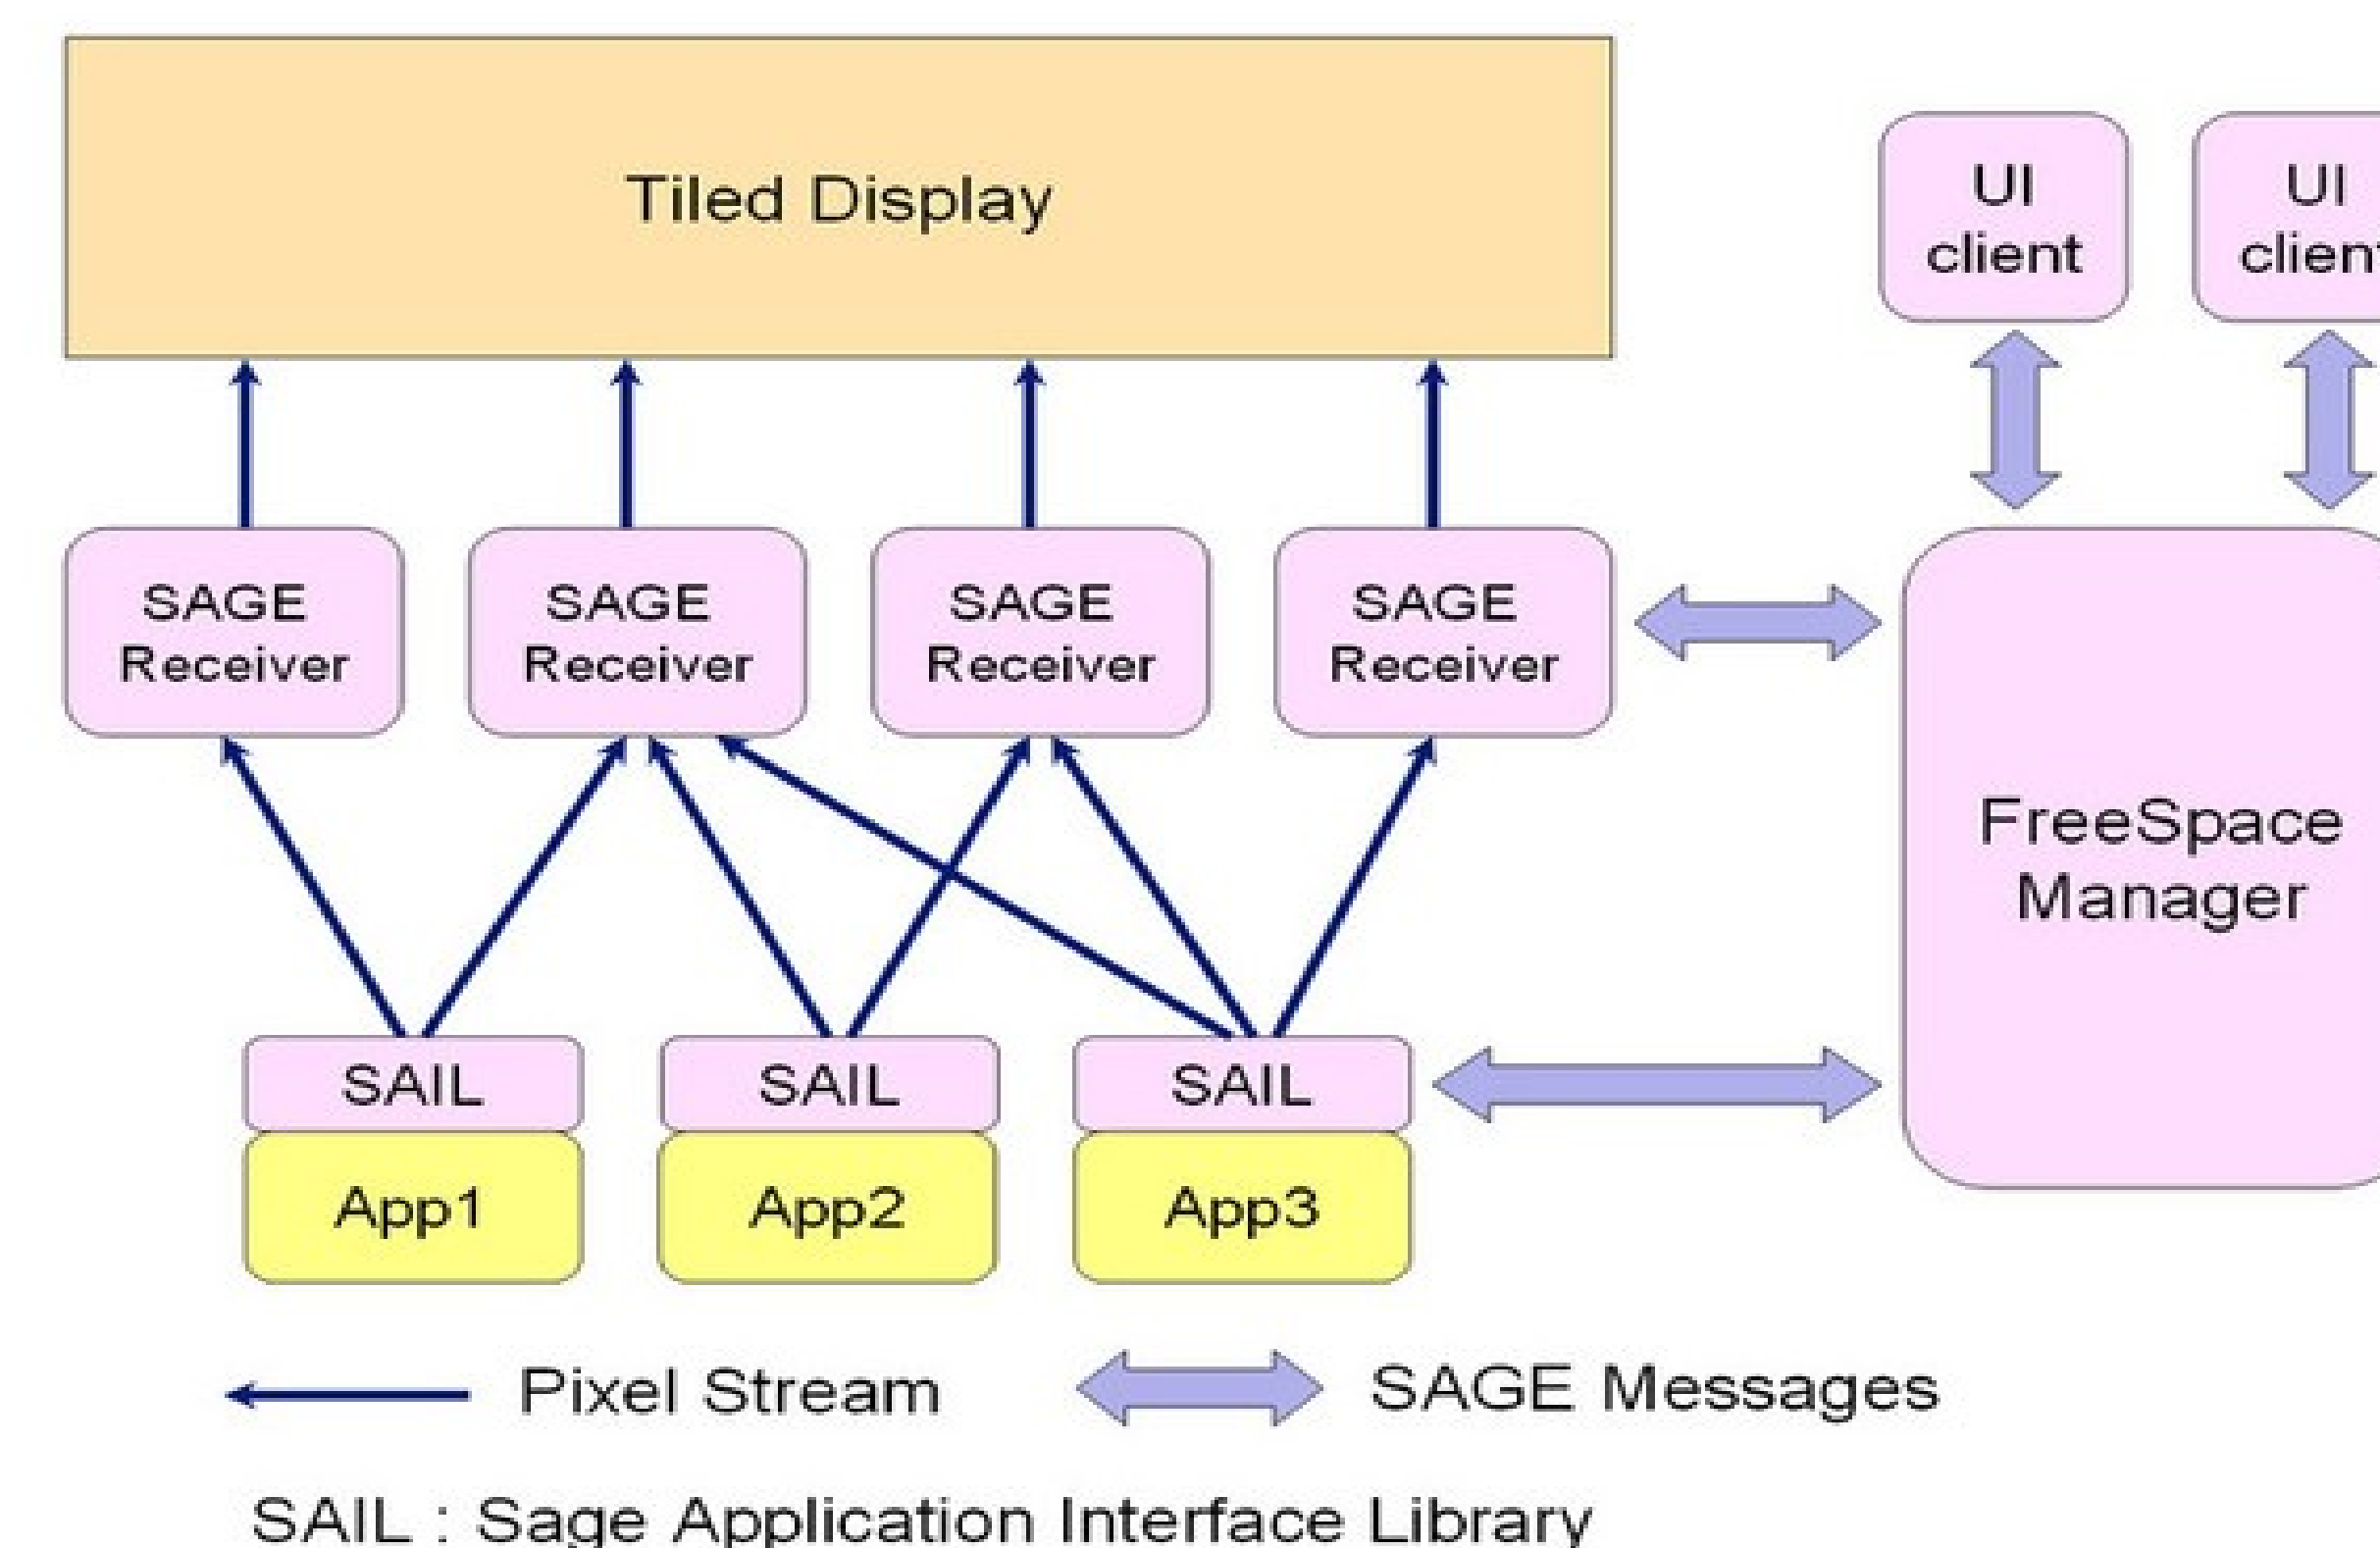 Tiled Display
UI
client
UI
client
SAGE
Receiver
SAGE
Receiver
SAGE
Receiver
SAGE
Receiver
FreeSpace
Manager
SAIL
SAIL
SAIL
App1
App2
App3
Pixel Stream
SAGE Messages
SAIL : Sage Application Interface Library